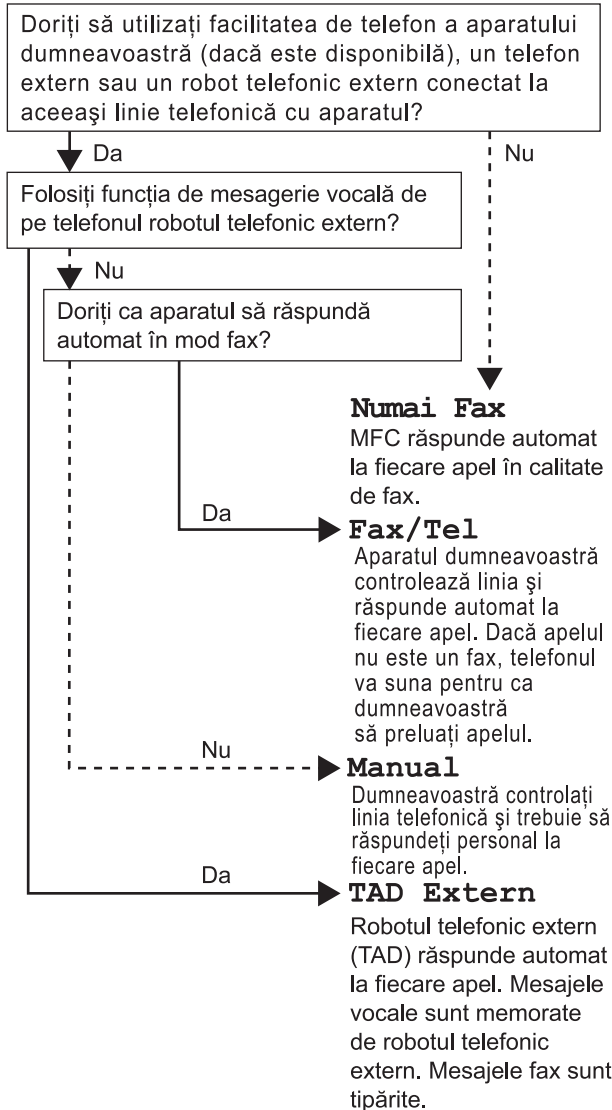 Doriți să utilizați facilitatea de telefon a aparatului
dumneavoastră (dacă este disponibilă), un telefon
extern sau un robot telefonic extern conectat la
aceeaşi linie telefonică cu aparatul?
Da
Nu
Folosiți funcția de mesagerie vocală de
pe telefonul robotul telefonic extern?
Nu
Doriți ca aparatul să răspundă
automat în mod fax?
Numai Fax
MFC răspunde automat
la fiecare apel în calitate
de fax.
Da
Fax/Tel
Aparatul dumneavoastră
controlează linia şi
răspunde automat la
fiecare apel. Dacă apelul
nu este un fax, telefonul
va suna pentru ca
dumneavoastră
să preluați apelul.
Nu
Manual
Dumneavoastră controlați
linia telefonică şi trebuie să
răspundeți personal la
fiecare apel.
Da
TAD Extern
Robotul telefonic extern
(TAD) răspunde automat
la fiecare apel. Mesajele
vocale sunt memorate
de robotul telefonic
extern. Mesajele fax sunt
tipărite.